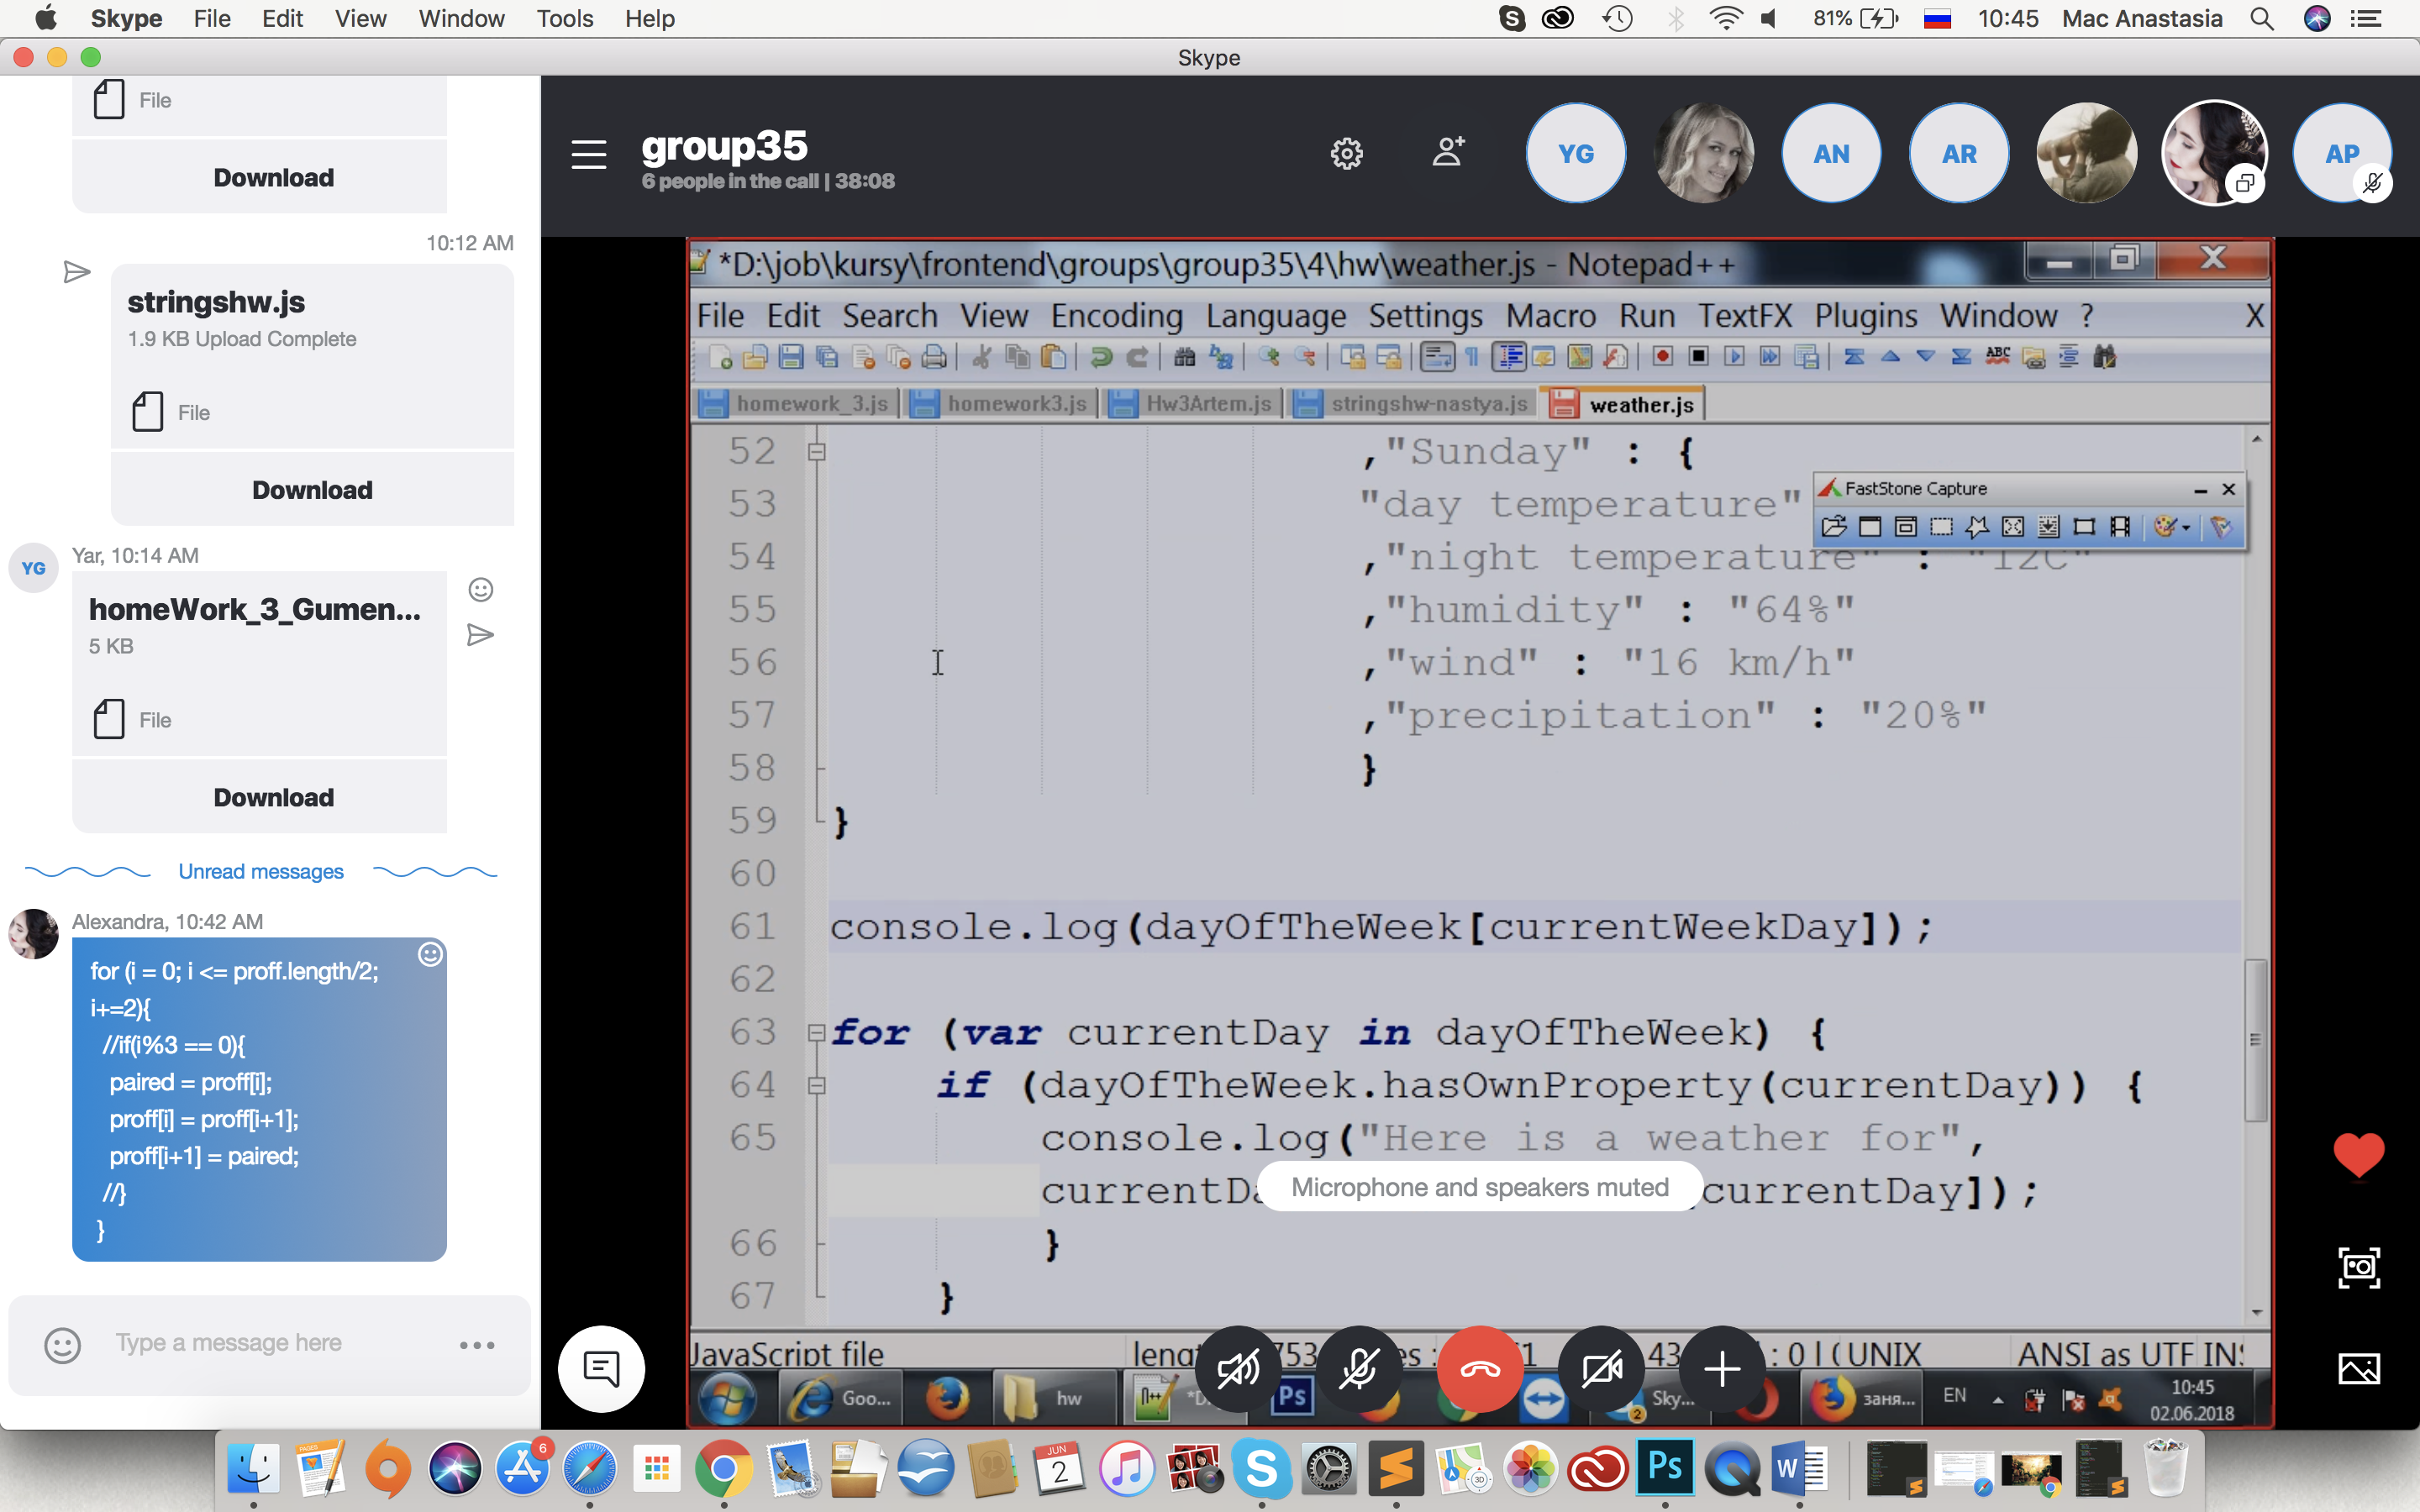 Skype File Edit View Window Tools Help
81% 10:45 Mac Anastasia
Skype
File
Download
10:12 AM
stringshw.js
1.9 KB Upload Complete
File
Download
YG
Yar, 10:14 AM
homeWork_3_Gumen...
5 KB
File
Download
Unread messages
Alexandra, 10:42 AM
for (i = 0; i <= proff.length/2;
i+=2){
//if(i%3 == 0){
paired = proff[i];
proff[i] = proff[i+1];
proff[i+1] = paired;
//}
}
Type a message here
group35
6 people in the call | 38:08
YG AN AR AP
*D:\job\kursy\frontend\groups\group35\4\hw\weather.js - Notepad++
File Edit Search View Encoding Language Settings Macro Run TextFX Plugins Window ? X
ABC
homework_3.js homework3.js Hw3Artem.js stringshw-nastya.js weather.js
FastStone Capture
52 ,"Sunday" : {
53 "day temperature"
54 ,"night temperature" : "12C"
55 ,"humidity" : "64%"
56 ,"wind" : "16 km/h"
57 ,"precipitation" : "20%"
58 }
59 }
60
61 console.log(dayOfTheWeek[currentWeekDay]);
62
63 for (var currentDay in dayOfTheWeek) {
64 if (dayOfTheWeek.hasOwnProperty(currentDay)) {
65 console.log("Here is a weather for",
currentDay]);
Microphone and speakers muted
66 }
67 }
JavaScript file UNIX ANSI as UTF
Goo... hw Ps 2 Sky... заня... EN 10:45
02.06.2018
PAGES 6 JUN 2 3D Ps W